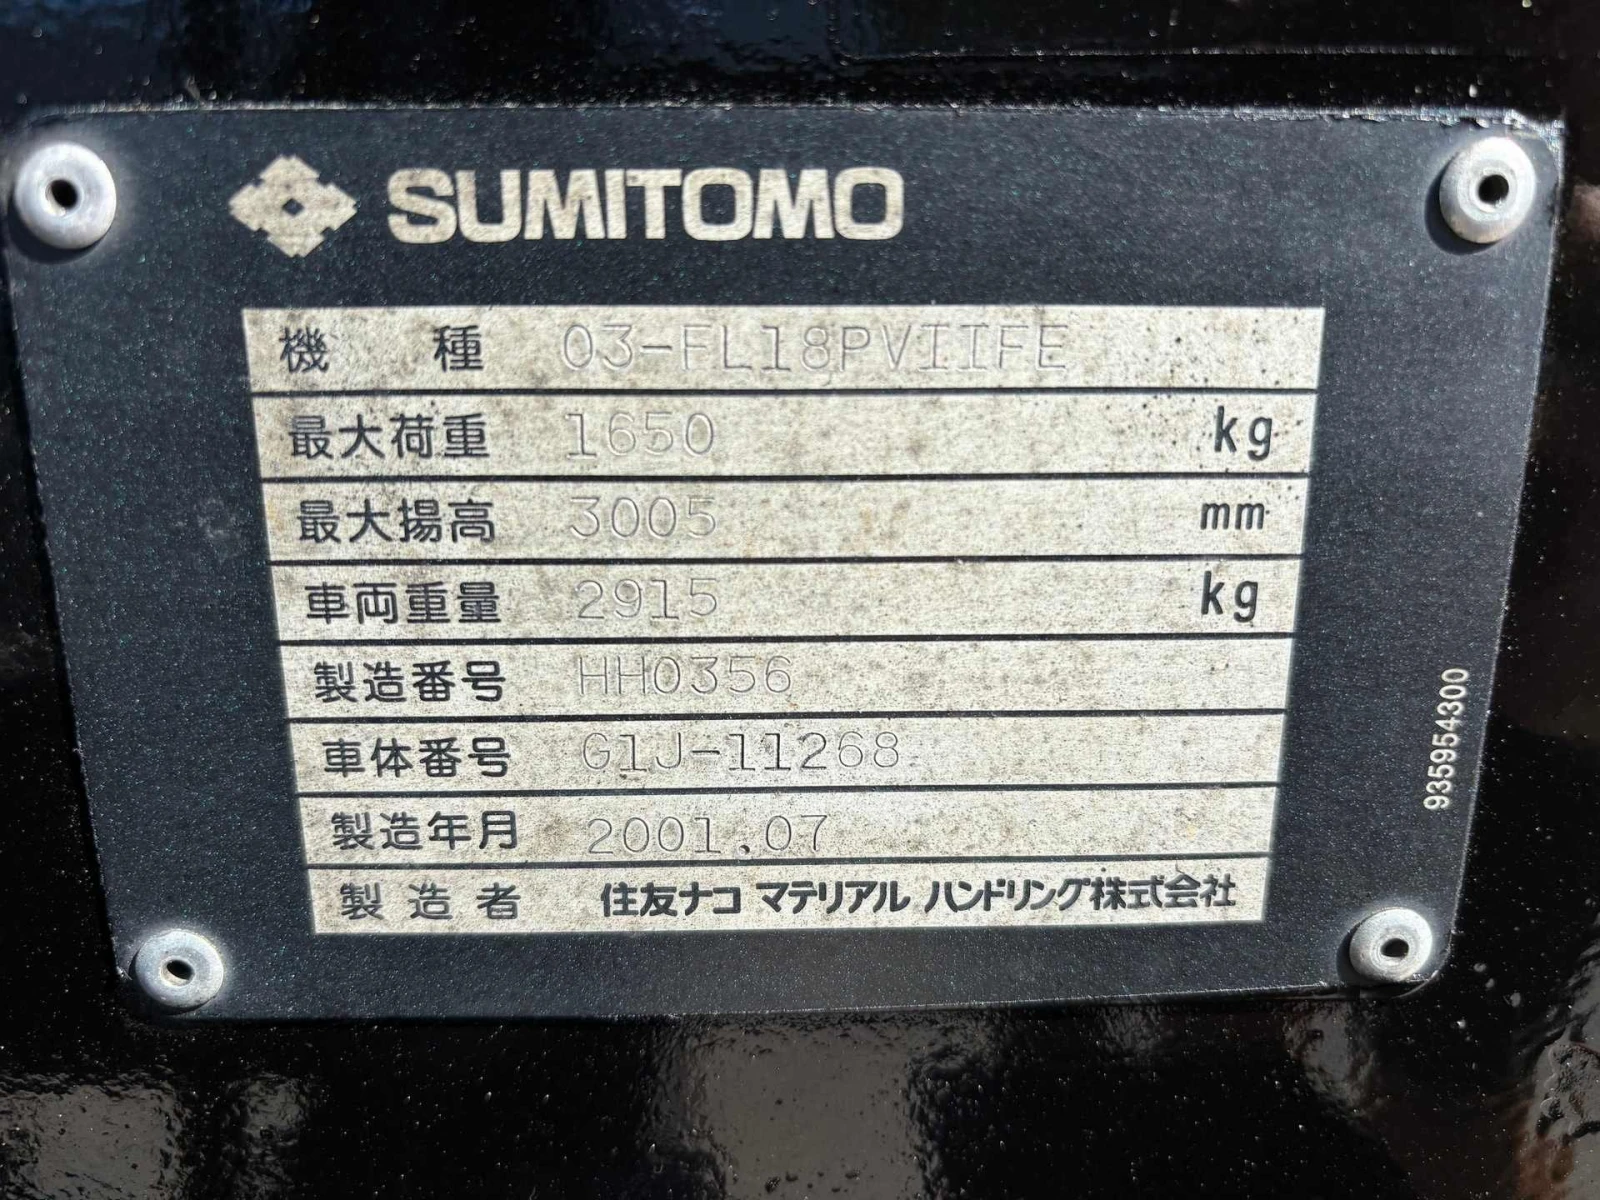 SUMITOMO
機 種 03-FL18PVIIFE
最大荷重 1650 kg
最大揚高 3005 mm
車両重量 2915 kg
製造番号 HH0356
車体番号 G1J-11268
製造年月 2001.07
製造者 住友ナコ マテリアル ハンドリング株式会社
935954300